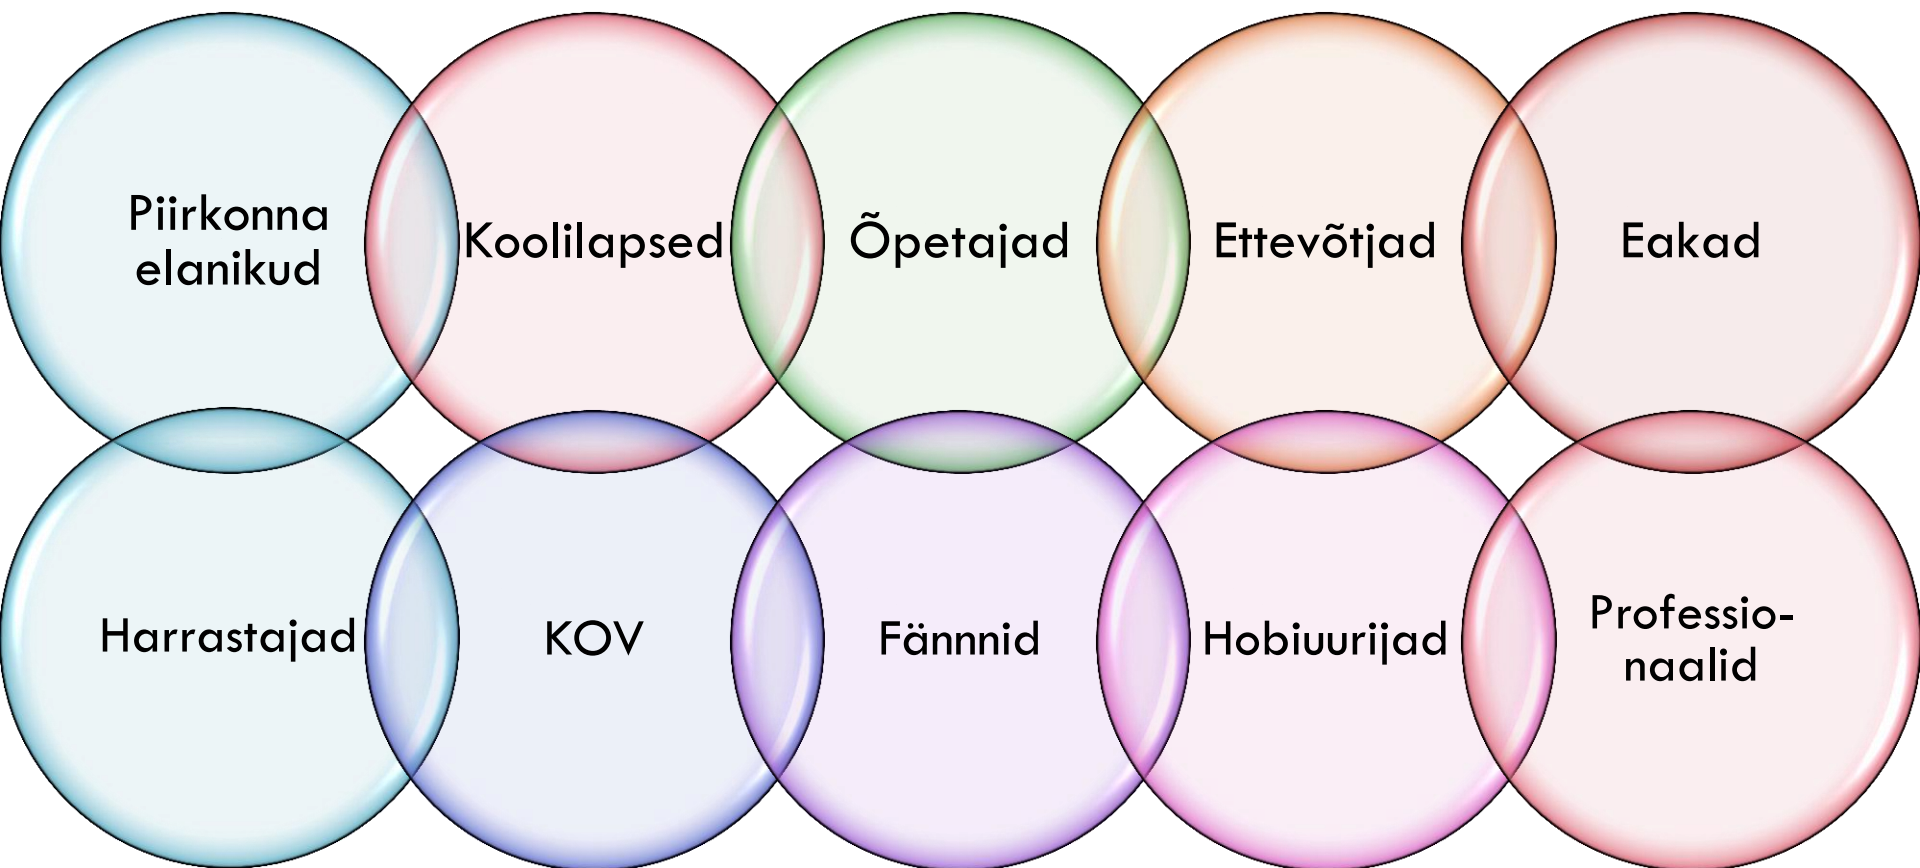 Piirkonna
elanikud
Koolilapsed
Õpetajad
Ettevõtjad
Eakad
Harrastajad
KOV
Fännnid
Hobiuurijad
Professio-
naalid